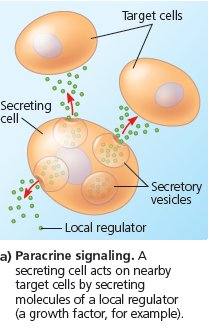 Target cells
Secreting
cell
Secretory
vesicles
Local regulator
a) Paracrine signaling. A
secreting cell acts on nearby
target cells by secreting
molecules of a local regulator
(a growth factor, for example).